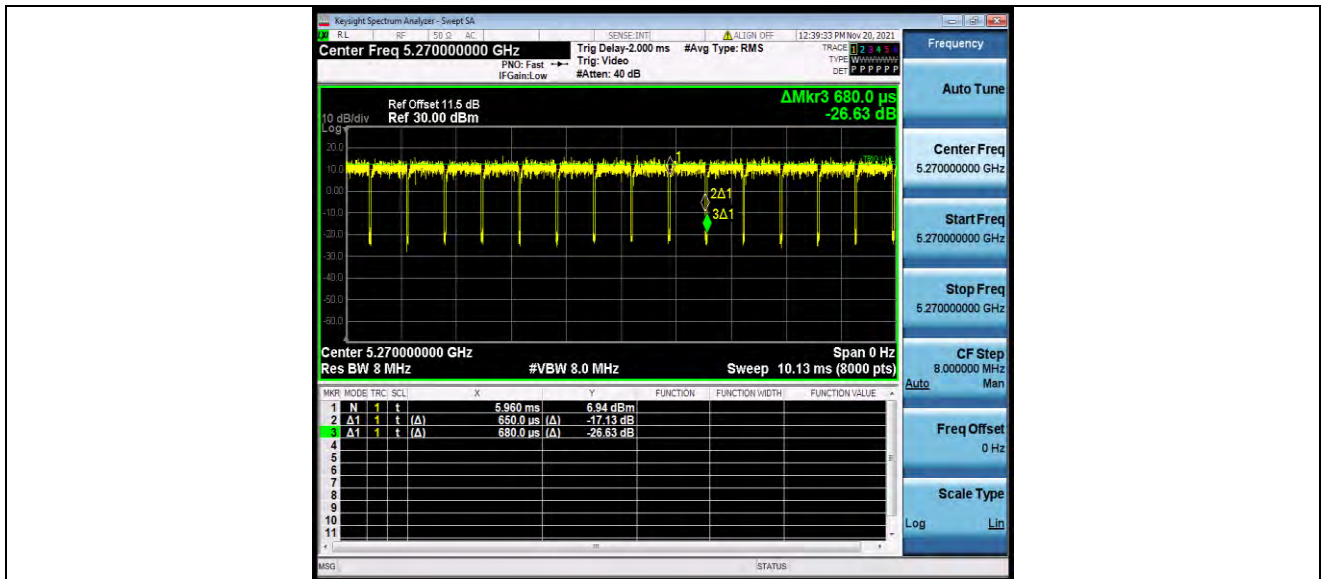 Keysight Spectrum Analyzer - Swept SA
RL RF 50 Ω AC SENSE:INT ALIGN OFF 12:39:33 PM Nov 20, 2021
Center Freq 5.270000000 GHz
Trig Delay-2.000 ms #Avg Type: RMS
TRACE 1 2 3 4 5 6
PNO: Fast
Trig: Video
TYPE WWWWWW
IFGain:Low
#Atten: 40 dB
DET P P P P P P
ΔMkr3 680.0 µs
-26.63 dB
Ref Offset 11.5 dB
10 dB/div Ref 30.00 dBm
Log
20.0
10.0
0.00
-10.0
-20.0
-30.0
-40.0
-50.0
-60.0
1
2Δ1
3Δ1
Center 5.270000000 GHz Span 0 Hz
Res BW 8 MHz #VBW 8.0 MHz Sweep 10.13 ms (8000 pts)
MKR MODE TRC SCL X Y FUNCTION FUNCTION WIDTH FUNCTION VALUE
1 N 1 t 5.960 ms 6.94 dBm
2 Δ1 1 t (Δ) 650.0 µs (Δ) -17.13 dB
3 Δ1 1 t (Δ) 680.0 µs (Δ) -26.63 dB
4
5
6
7
8
9
10
11
MSG STATUS
Frequency
Auto Tune
Center Freq
5.270000000 GHz
Start Freq
5.270000000 GHz
Stop Freq
5.270000000 GHz
CF Step
8.000000 MHz
Auto Man
Freq Offset
0 Hz
Scale Type
Log Lin